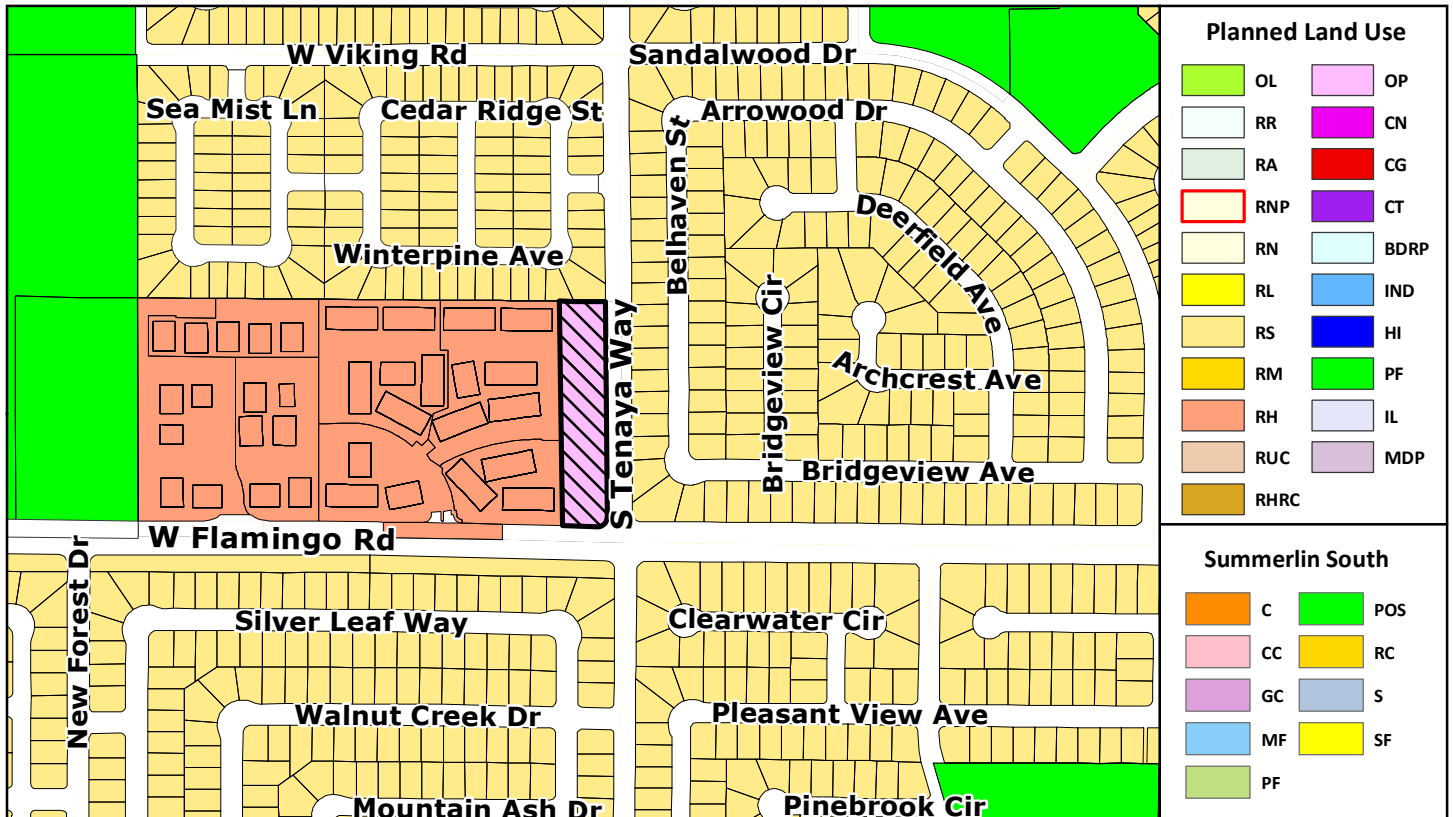 W Viking Rd
Sandalwood Dr
Sea Mist Ln
Cedar Ridge St
Arrowood Dr
Belhaven St
Deerfield Ave
Winterpine Ave
Bridgeview Cir
S Tenaya Way
Archcrest Ave
Bridgeview Ave
W Flamingo Rd
New Forest Dr
Silver Leaf Way
Clearwater Cir
Walnut Creek Dr
Pleasant View Ave
Mountain Ash Dr
Pinebrook Cir
Planned Land Use
OL
OP
RR
CN
RA
CG
RNP
CT
RN
BDRP
RL
IND
RS
HI
RM
PF
RH
IL
RUC
MDP
RHRC
Summerlin South
C
POS
CC
RC
GC
S
MF
SF
PF